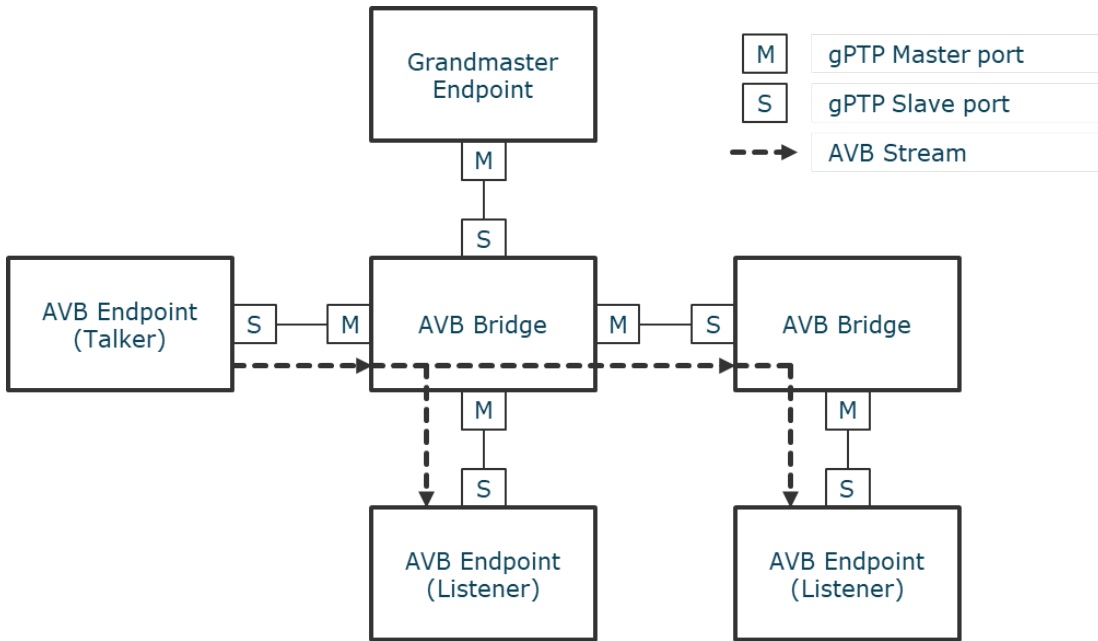 Grandmaster
Endpoint
M
gPTP Master port
S
gPTP Slave port
AVB Stream
M
S
AVB Endpoint
(Talker)
S
M
AVB Bridge
M
S
AVB Bridge
M
M
S
S
AVB Endpoint
(Listener)
AVB Endpoint
(Listener)